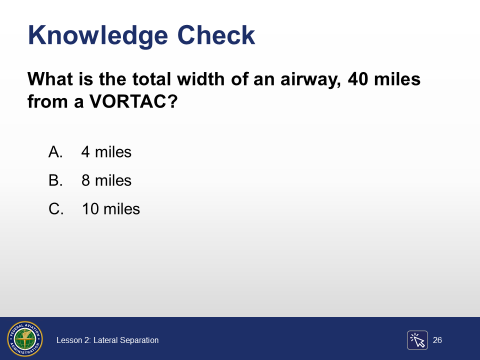 Knowledge Check
What is the total width of an airway, 40 miles
from a VORTAC?
A. 4 miles
B. 8 miles
C. 10 miles
Lesson 2: Lateral Separation
26